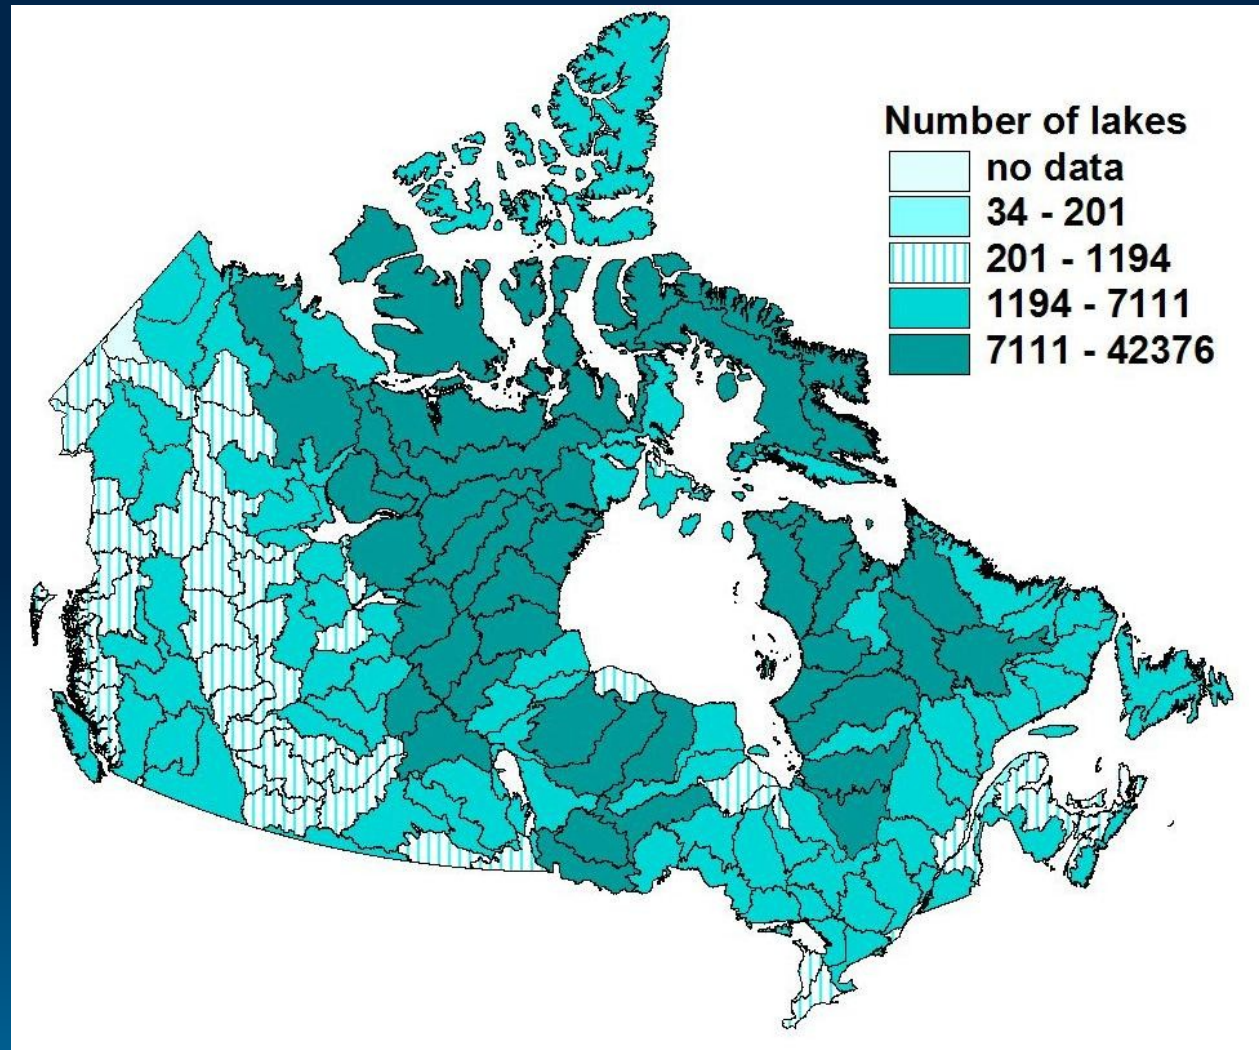 Number of lakes
no data
34 - 201
201 - 1194
1194 - 7111
7111 - 42376